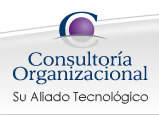 Consultoría
Organizacional
Su Aliado Tecnológico